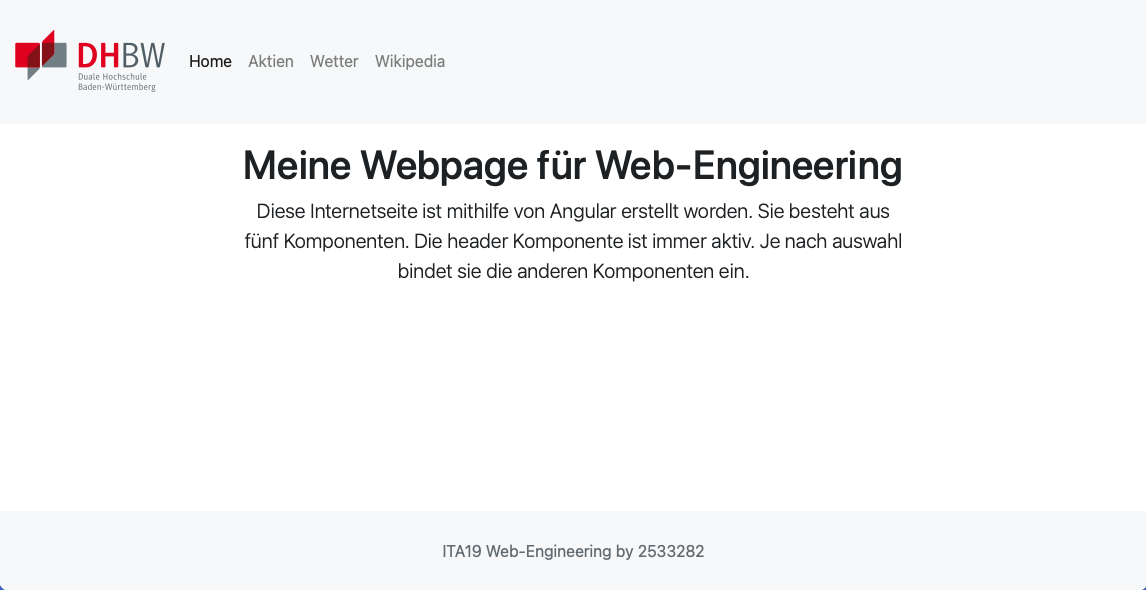 DHBW
Duale Hochschule
Baden-Württemberg
Home Aktien Wetter Wikipedia
Meine Webpage für Web-Engineering
Diese Internetseite ist mithilfe von Angular erstellt worden. Sie besteht aus
fünf Komponenten. Die header Komponente ist immer aktiv. Je nach auswahl
bindet sie die anderen Komponenten ein.
ITA19 Web-Engineering by 2533282